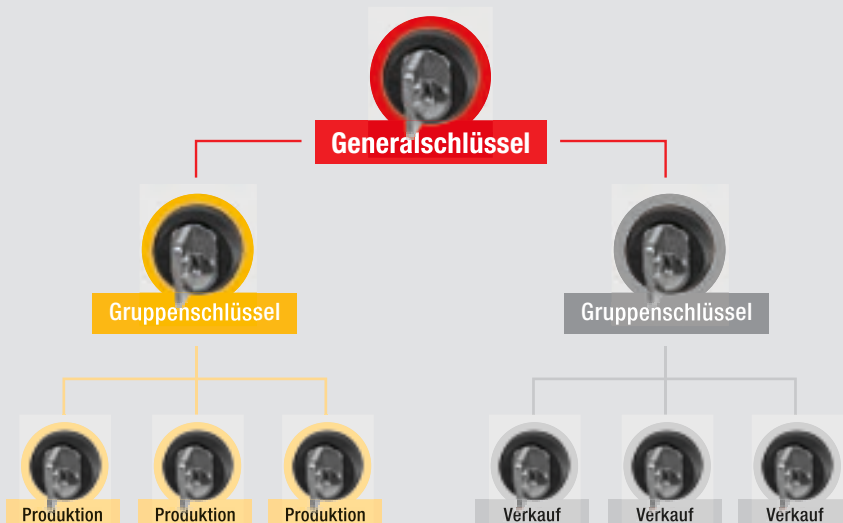 Generalschlüssel
Gruppenschlüssel
Gruppenschlüssel
Produktion
Produktion
Produktion
Verkauf
Verkauf
Verkauf